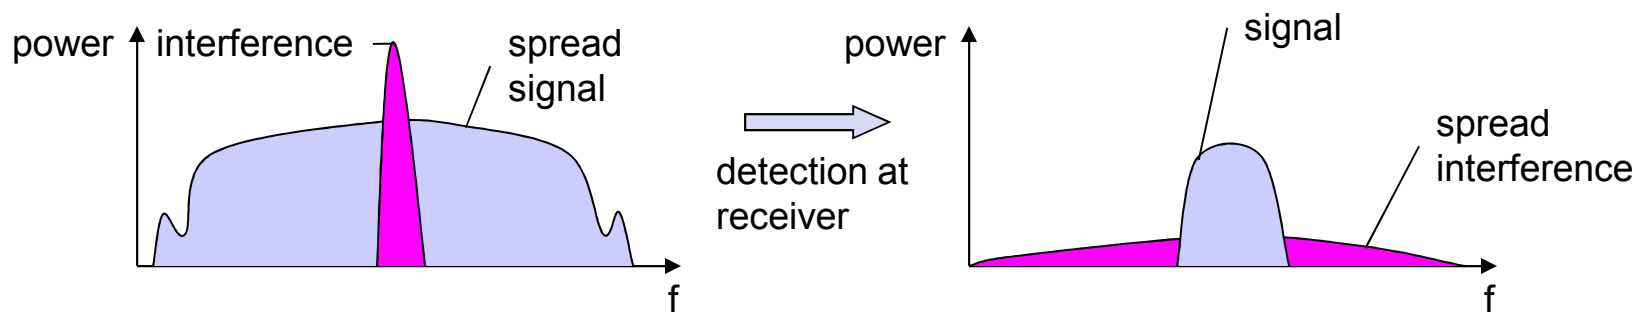 power
interference
spread
signal
f
detection at
receiver
power
signal
spread
interference
f